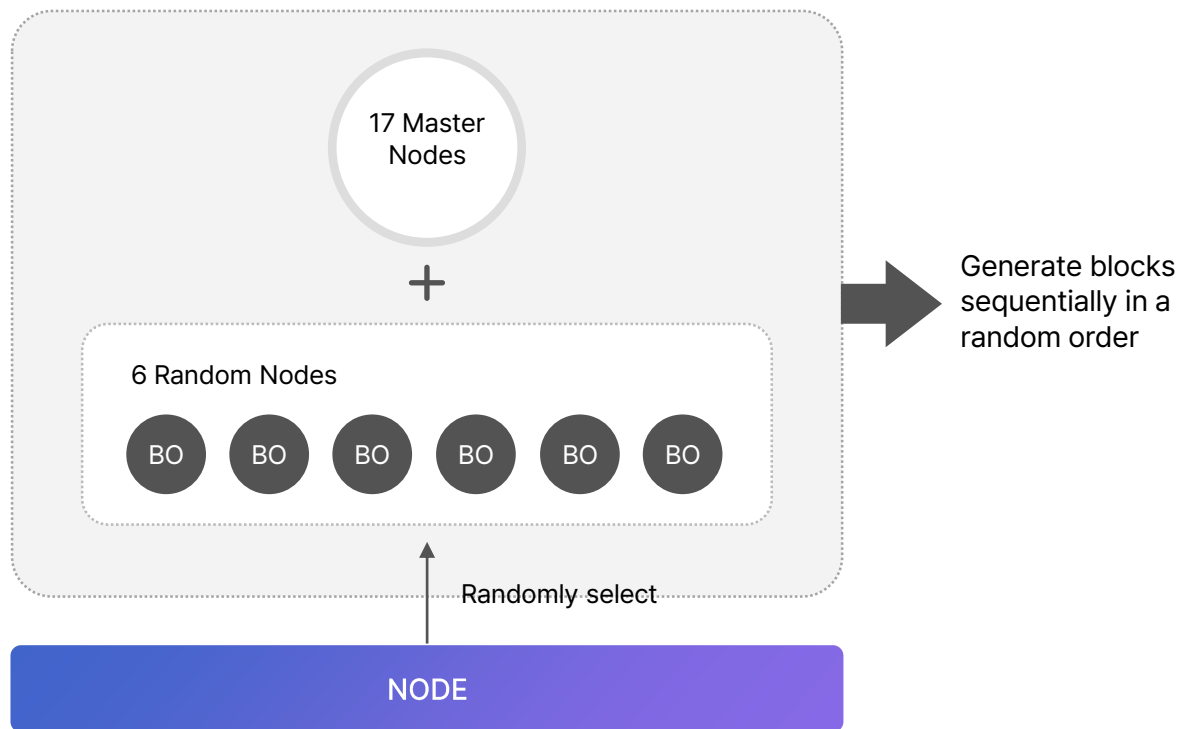 17 Master
Nodes
Generate blocks
sequentially in a
random order
6 Random Nodes
BO BO BO BO BO BO
Randomly select
NODE